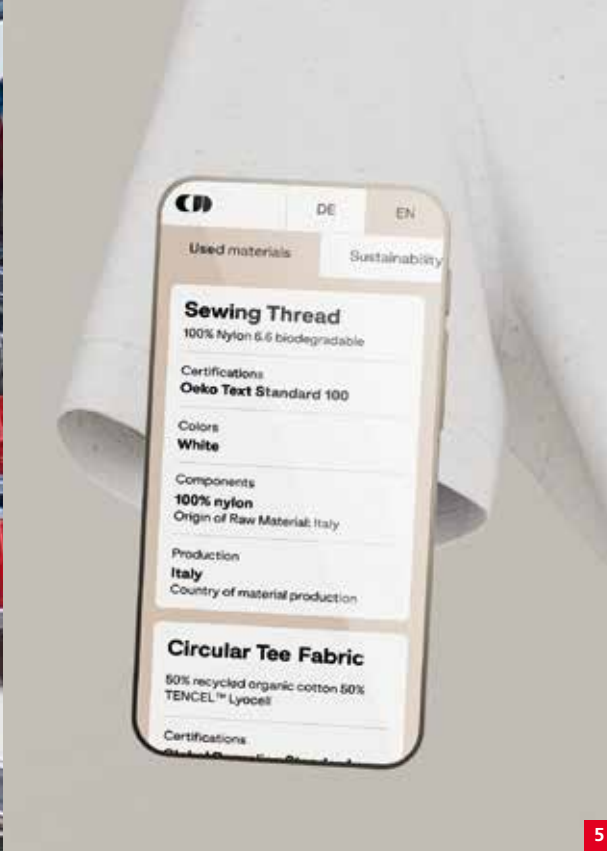 DE
EN
Used materials
Sustainability
Sewing Thread
100% Nylon 6.6 biodegradable
Certifications
Oeko Text Standard 100
Colors
White
Components
100% nylon
Origin of Raw Material: Italy
Production
Italy
Country of material production
Circular Tee Fabric
50% recycled organic cotton 50%
TENCEL™ Lyocell
Certifications
5